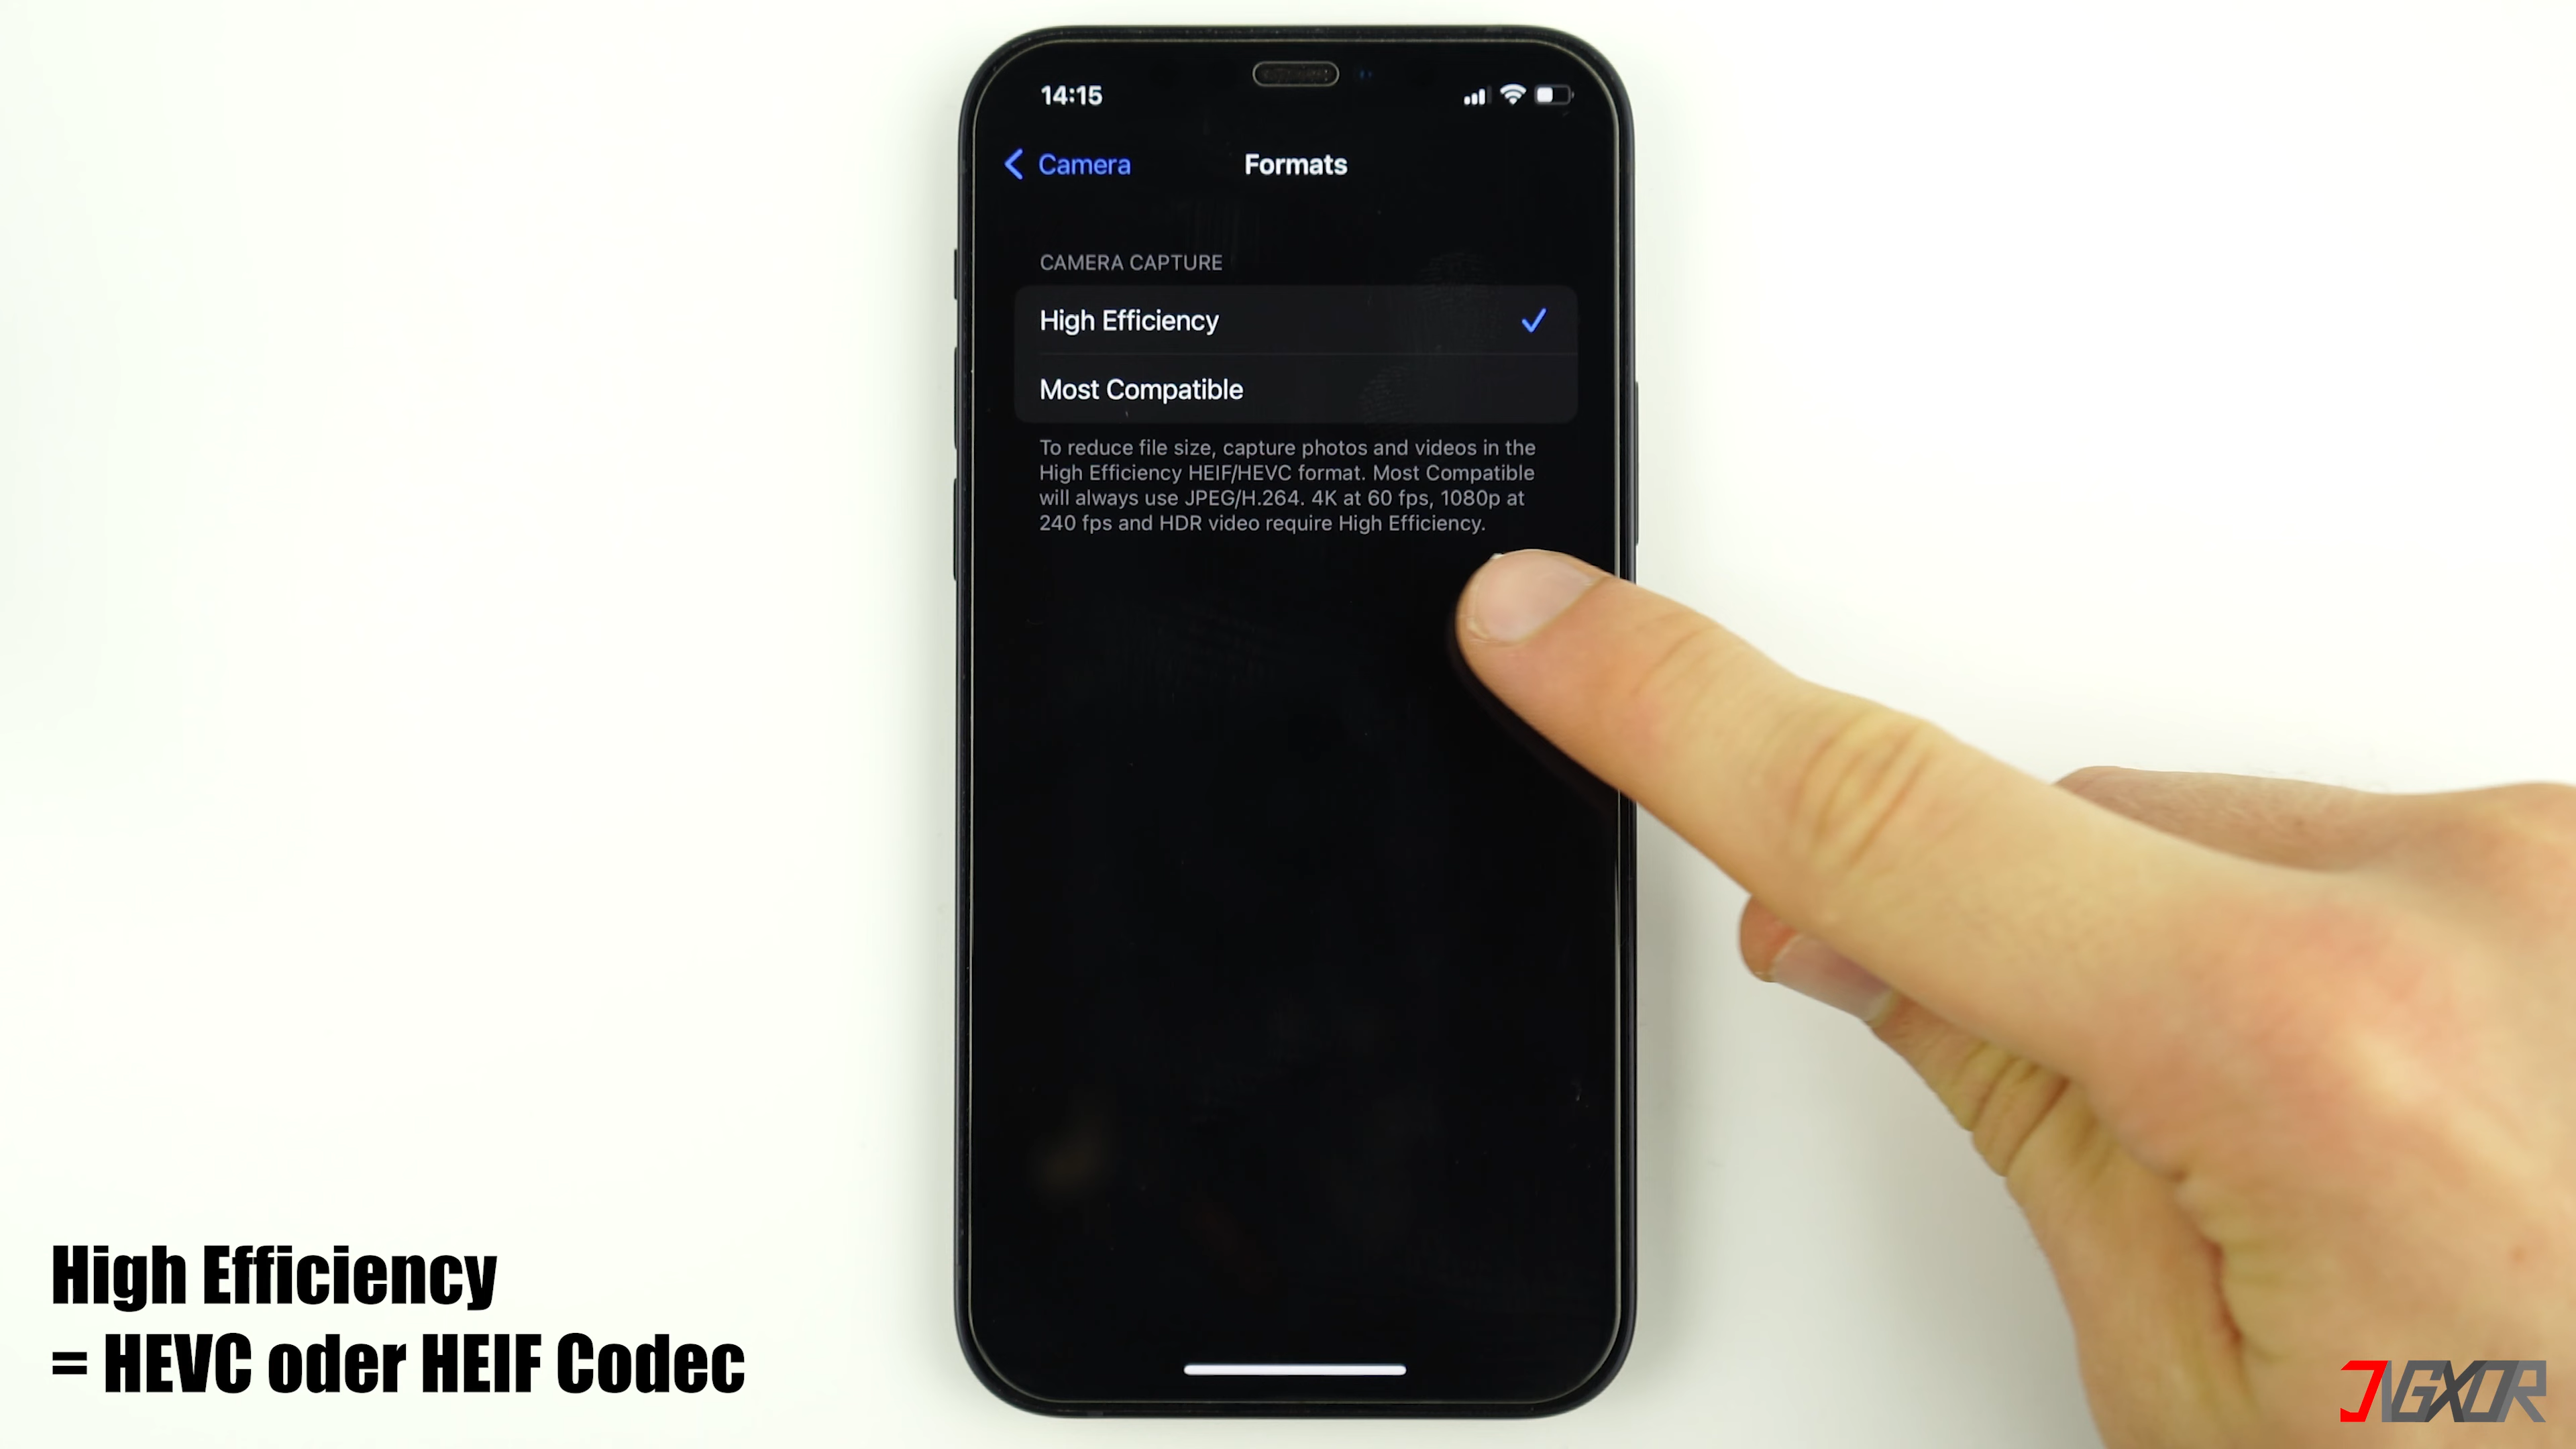 14:15
Camera
Formats
CAMERA CAPTURE
High Efficiency
Most Compatible
To reduce file size, capture photos and videos in the
High Efficiency HEIF/HEVC format. Most Compatible
will always use JPEG/H.264. 4K at 60 fps, 1080p at
240 fps and HDR video require High Efficiency.
High Efficiency
= HEVC oder HEIF Codec
JIGXOR